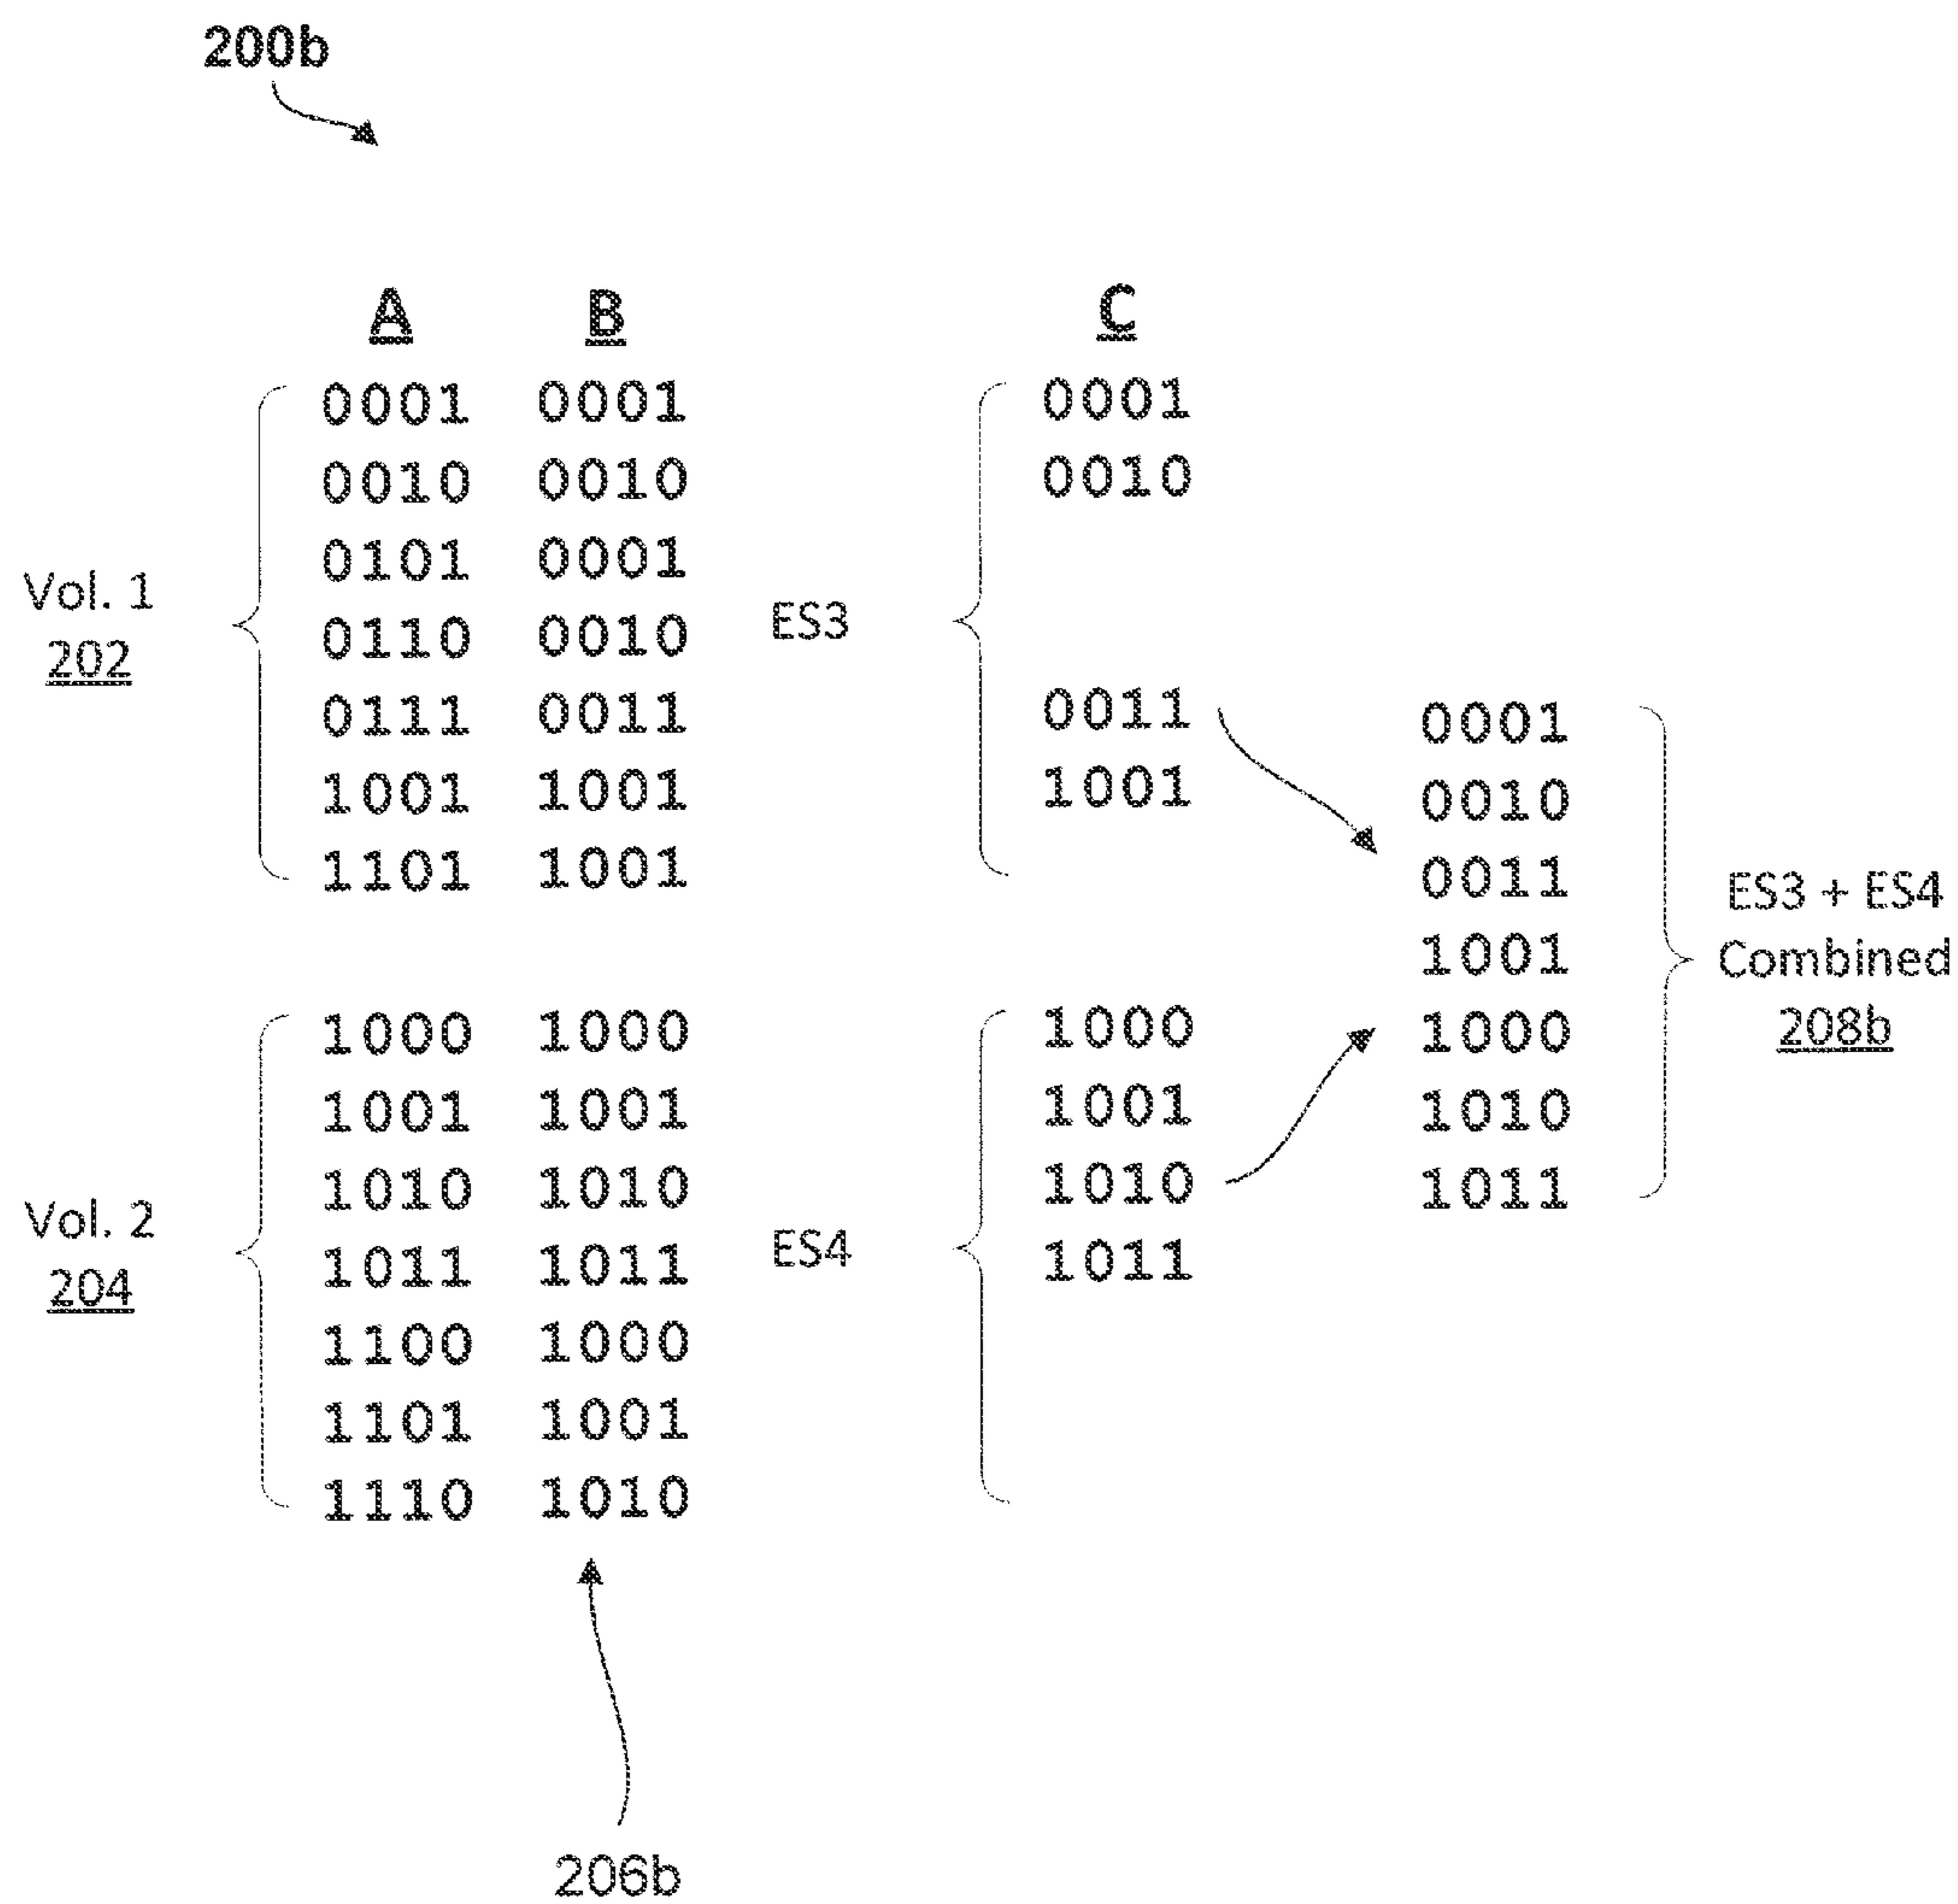 200b
A B C
0001 0001 0001
0010 0010 0010
0101 0001
Vol. 1
202
0110 0010
ES3
0111 0011 0011
1001 1001 1001
1101 1001
0001
0010
0011
1001
1000
1010
1011
ES3 + ES4
Combined
208b
1000 1000 1000
1001 1001 1001
1010 1010 1010
Vol. 2
204
1011 1011
ES4
1011
1100 1000
1101 1001
1110 1010
206b